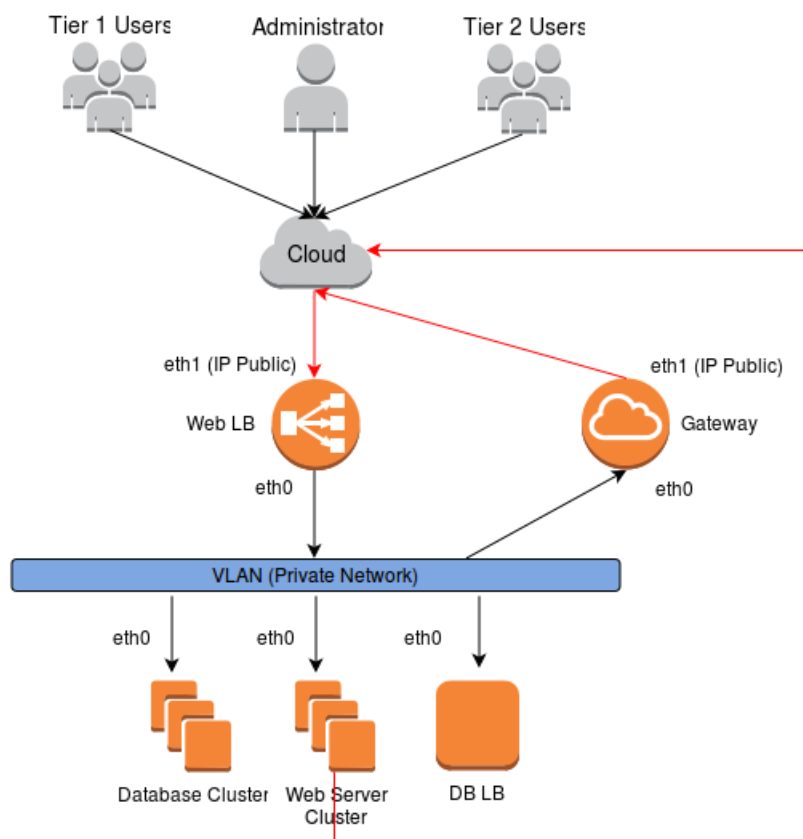 Tier 1 Users
Administrator
Tier 2 Users
Cloud
eth1 (IP Public)
eth1 (IP Public)
Web LB
Gateway
eth0
eth0
VLAN (Private Network)
eth0
eth0
eth0
Database Cluster
Web Server
Cluster
DB LB